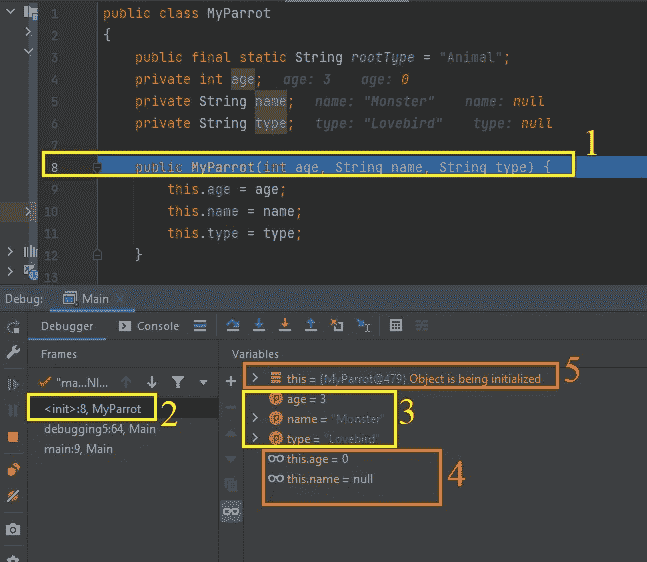 1 public class MyParrot
2 {
3 public final static String rootType = "Animal";
4 private int age; age: 3 age: 0
5 private String name; name: "Monster" name: null
6 private String type; type: "Lovebird" type: null
7
1
8 public MyParrot(int age, String name, String type) {
9 this.age = age;
10 this.name = name;
11 this.type = type;
12 }
13
Debug: Main
Debugger Console
Frames
Variables
"ma...NI...
<init>:8, MyParrot
2
debugging5:64, Main
main:9, Main
this = {MyParrot@479} Object is being initialized
5
age = 3
name = "Monster"
type = "Lovebird"
3
this.age = 0
this.name = null
4